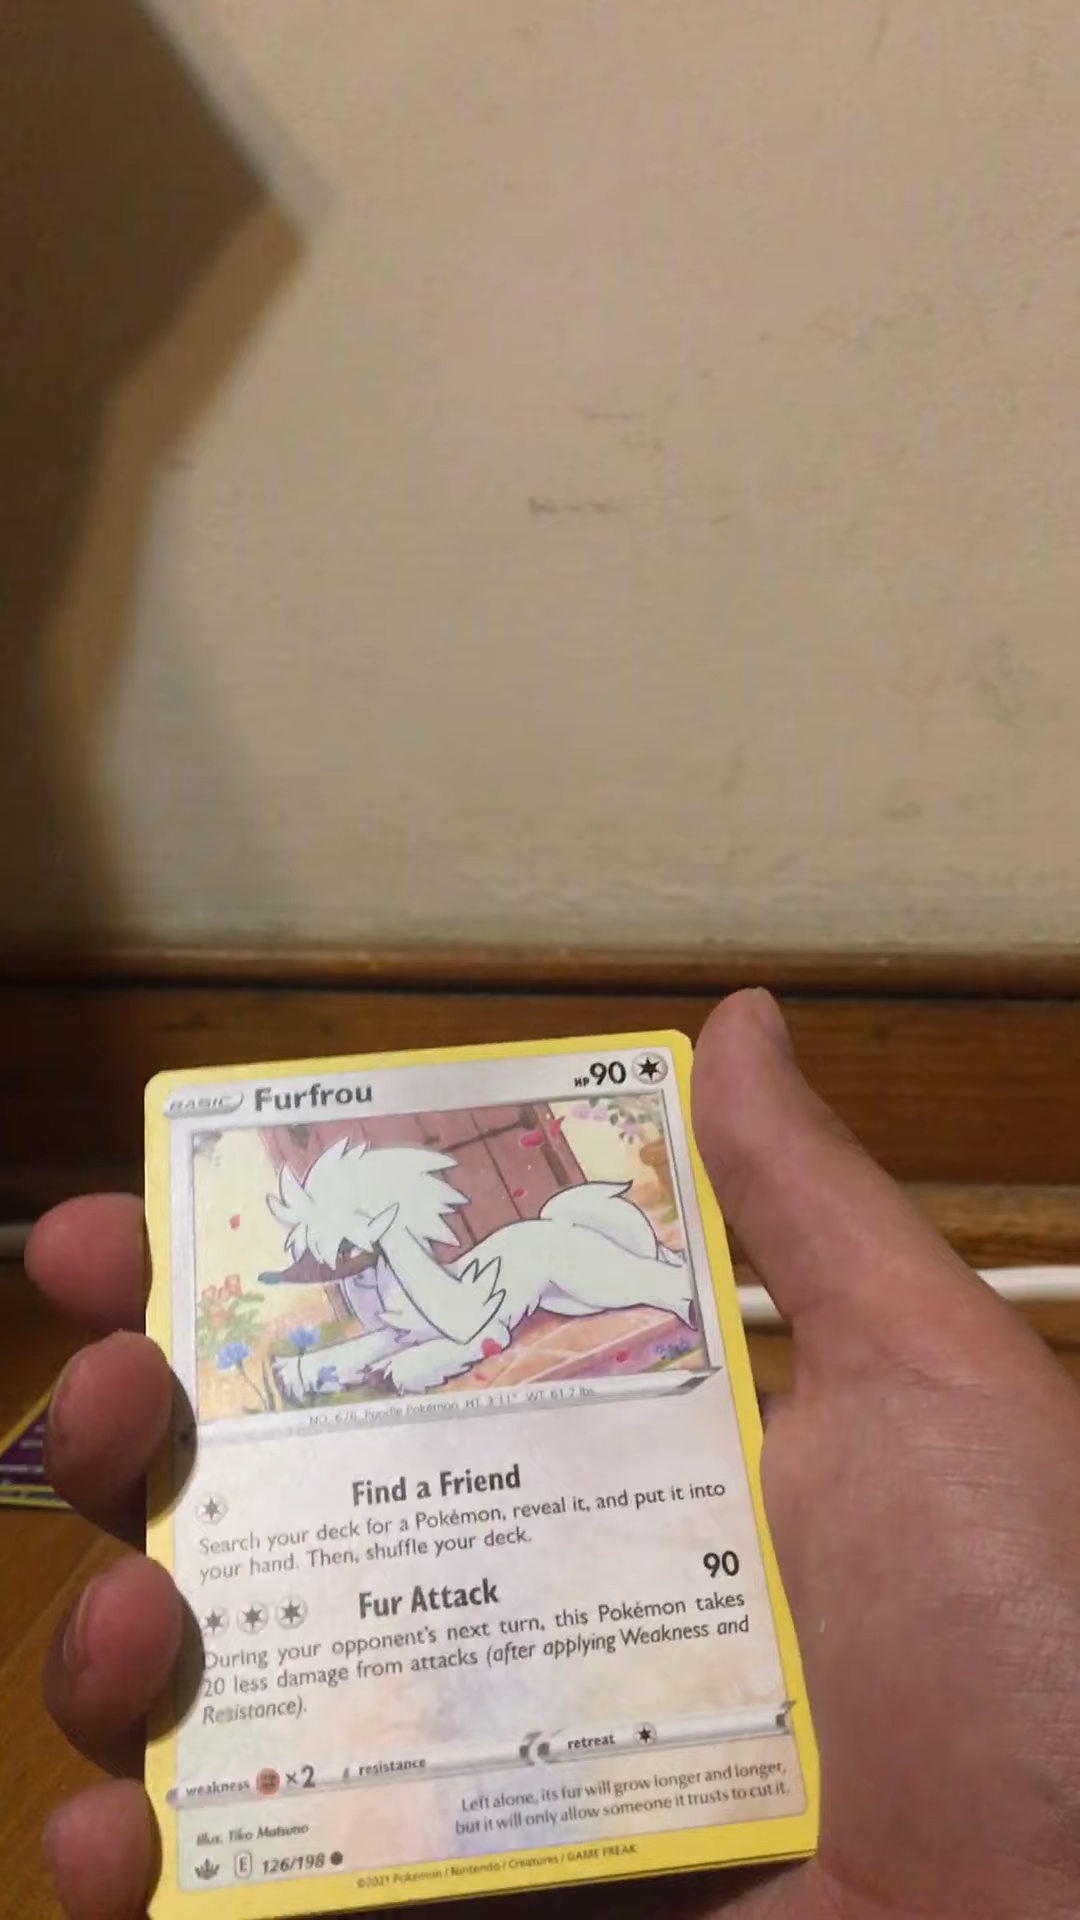 BASIC Furfrou HP 90
NO. 676 Poodle Pokémon HT. 3'11" WT. 61.7 lbs.
Find a Friend
Search your deck for a Pokémon, reveal it, and put it into
your hand. Then, shuffle your deck.
Fur Attack 90
During your opponent's next turn, this Pokémon takes
20 less damage from attacks (after applying Weakness and
Resistance).
weakness ×2 resistance retreat
Left alone, its fur will grow longer and longer,
but it will only allow someone it trusts to cut it.
Illus. Tika Matsuno
E 126/198
©2021 Pokémon / Nintendo / Creatures / GAME FREAK